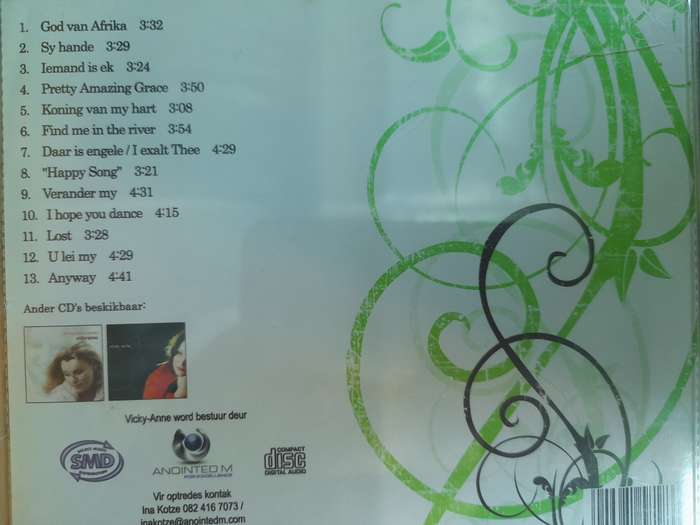 1. God van Afrika 3:32
2. Sy hande 3:29
3. Iemand is ek 3:24
4. Pretty Amazing Grace 3:50
5. Koning van my hart 3:08
6. Find me in the river 3:54
7. Daar is engele / I exalt Thee 4:29
8. "Happy Song" 3:21
9. Verander my 4:31
10. I hope you dance 4:15
11. Lost 3:28
12. U lei my 4:29
13. Anyway 4:41
Ander CD's beskikbaar:
Vicky-Anne word bestuur deur
SMD
ANOINTED M
FOR EXCELLENCE
COMPACT
disc
DIGITAL AUDIO
Vir optredes kontak
Ina Kotze 082 416 7073 /
inakotze@anointedm.com